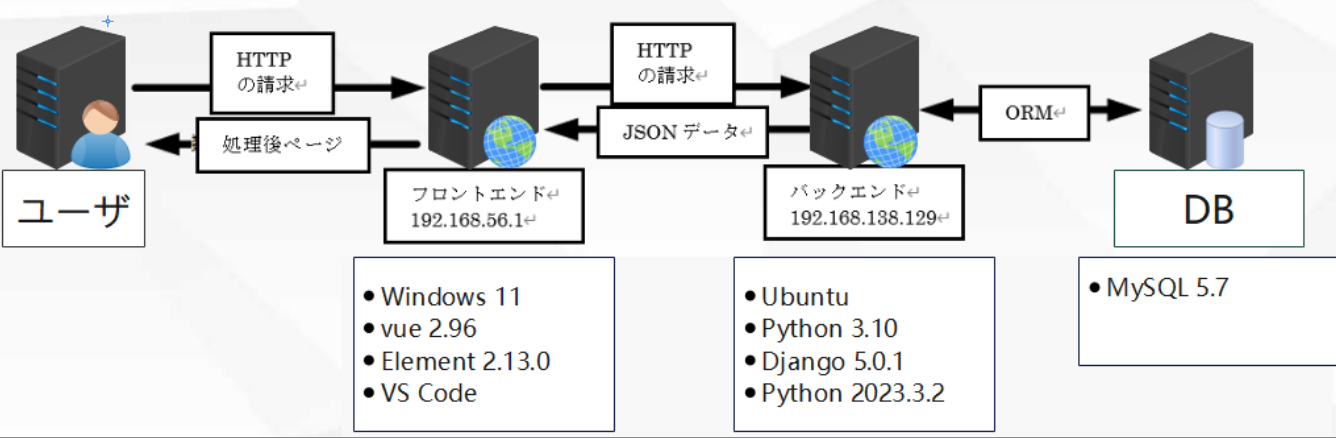 HTTP
の請求↵
処理後ページ
HTTP
の請求↵
JSON データ↵
ORM↵
ユーザ
フロントエンド↵
192.168.56.1↵
バックエンド↵
192.168.138.129↵
DB
• Windows 11
• vue 2.96
• Element 2.13.0
• VS Code
• Ubuntu
• Python 3.10
• Django 5.0.1
• Python 2023.3.2
• MySQL 5.7